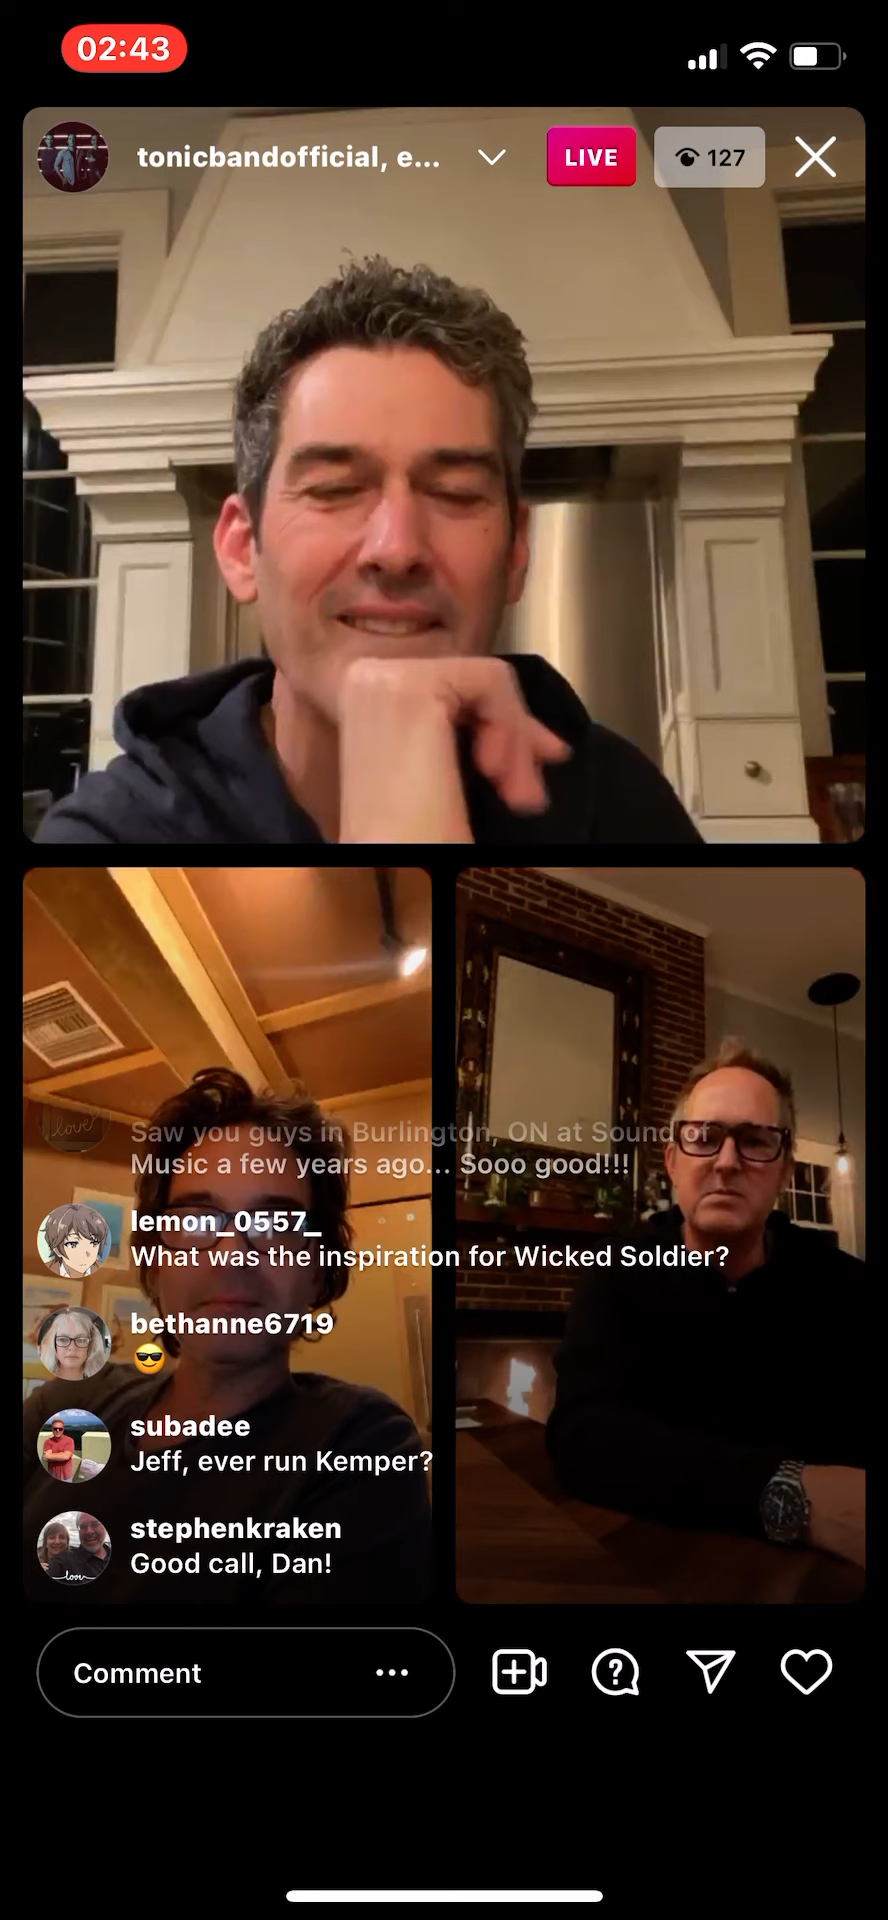 02:43
tonicbandofficial, e...
LIVE
127
love
Saw you guys in Burlington, ON at Sound of
Music a few years ago... Sooo good!!!
lemon_0557_
What was the inspiration for Wicked Soldier?
bethanne6719
😎
subadee
Jeff, ever run Kemper?
stephenkraken
Good call, Dan!
Comment